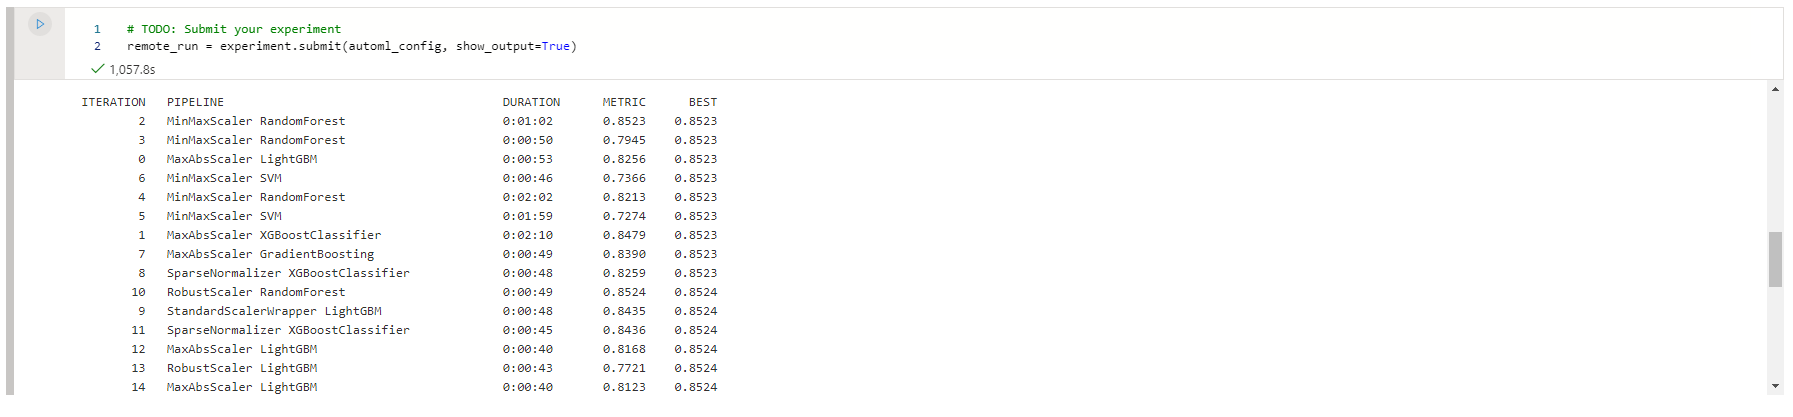 1 # TODO: Submit your experiment
2 remote_run = experiment.submit(automl_config, show_output=True)
1,057.8s
ITERATION PIPELINE DURATION METRIC BEST
2 MinMaxScaler RandomForest 0:01:02 0.8523 0.8523
3 MinMaxScaler RandomForest 0:00:50 0.7945 0.8523
0 MaxAbsScaler LightGBM 0:00:53 0.8256 0.8523
6 MinMaxScaler SVM 0:00:46 0.7366 0.8523
4 MinMaxScaler RandomForest 0:02:02 0.8213 0.8523
5 MinMaxScaler SVM 0:01:59 0.7274 0.8523
1 MaxAbsScaler XGBoostClassifier 0:02:10 0.8479 0.8523
7 MaxAbsScaler GradientBoosting 0:00:49 0.8390 0.8523
8 SparseNormalizer XGBoostClassifier 0:00:48 0.8259 0.8523
10 RobustScaler RandomForest 0:00:49 0.8524 0.8524
9 StandardScalerWrapper LightGBM 0:00:48 0.8435 0.8524
11 SparseNormalizer XGBoostClassifier 0:00:45 0.8436 0.8524
12 MaxAbsScaler LightGBM 0:00:40 0.8168 0.8524
13 RobustScaler LightGBM 0:00:43 0.7721 0.8524
14 MaxAbsScaler LightGBM 0:00:40 0.8123 0.8524